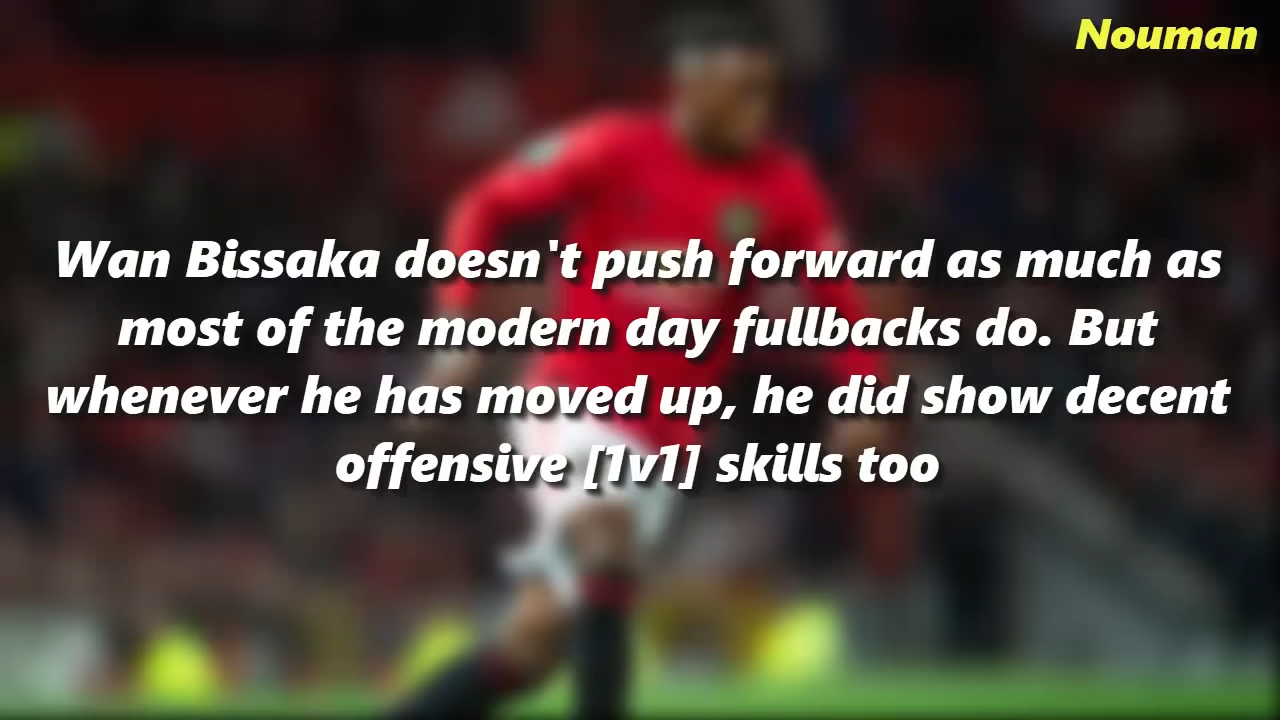 Nouman
Wan Bissaka doesn't push forward as much as
most of the modern day fullbacks do. But
whenever he has moved up, he did show decent
offensive [1v1] skills too